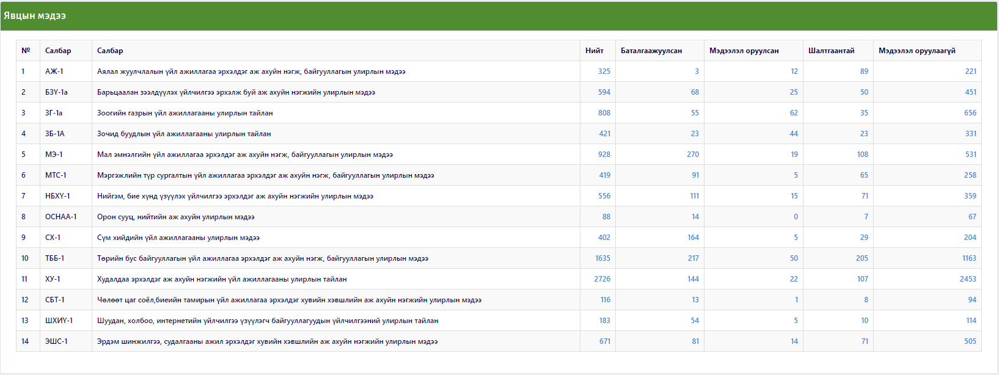 Явцын мэдээ
№ Салбар Салбар Нийт Баталгаажуулсан Мэдээлэл оруулсан Шалтгаантай Мэдээлэл оруулаагүй
1 АЖ-1 Аялал жуулчлалын үйл ажиллагаа эрхэлдэг аж ахуйн нэгж, байгууллагын улирлын мэдээ 325 3 12 89 221
2 БЗҮ-1а Барьцаалан зээлдүүлэх үйлчилгээ эрхэлж буй аж ахуйн нэгжийн улирлын мэдээ 594 68 25 50 451
3 ЗГ-1а Зоогийн газрын үйл ажиллагааны улирлын тайлан 808 55 62 35 656
4 ЗБ-1А Зочид буудлын үйл ажиллагааны улирлын тайлан 421 23 44 23 331
5 МЭ-1 Мал эмнэлгийн үйл ажиллагаа эрхэлдэг аж ахуйн нэгж, байгууллагын улирлын мэдээ 928 270 19 108 531
6 МТС-1 Мэргэжлийн түр сургалтын үйл ажиллагаа эрхэлдэг аж ахуйн нэгж, байгууллагын улирлын мэдээ 419 91 5 65 258
7 НБХҮ-1 Нийгэм, бие хүнд үзүүлэх үйлчилгээ эрхэлдэг аж ахуйн нэгжийн улирлын мэдээ 556 111 15 71 359
8 ОСНАА-1 Орон сууц, нийтийн аж ахуйн улирлын мэдээ 88 14 0 7 67
9 СХ-1 Сүм хийдийн үйл ажиллагааны улирлын мэдээ 402 164 5 29 204
10 ТББ-1 Төрийн бус байгууллагын үйл ажиллагаа эрхэлдэг аж ахуйн нэгж, байгууллагын улирлын мэдээ 1635 217 50 205 1163
11 ХУ-1 Худалдаа эрхэлдэг аж ахуйн нэгжийн үйл ажиллагааны улирлын тайлан 2726 144 22 107 2453
12 СБТ-1 Чөлөөт цаг соёл,биеийн тамирын үйл ажиллагаа эрхэлдэг хувийн хэвшлийн аж ахуйн нэгжийн улирлын мэдээ 116 13 1 8 94
13 ШХИҮ-1 Шуудан, холбоо, интернетийн үйлчилгээ үзүүлэгч байгууллагуудын үйлчилгээний улирлын тайлан 183 54 5 10 114
14 ЭШС-1 Эрдэм шинжилгээ, судалгааны ажил эрхэлдэг хувийн хэвшлийн аж ахуйн нэгжийн улирлын мэдээ 671 81 14 71 505